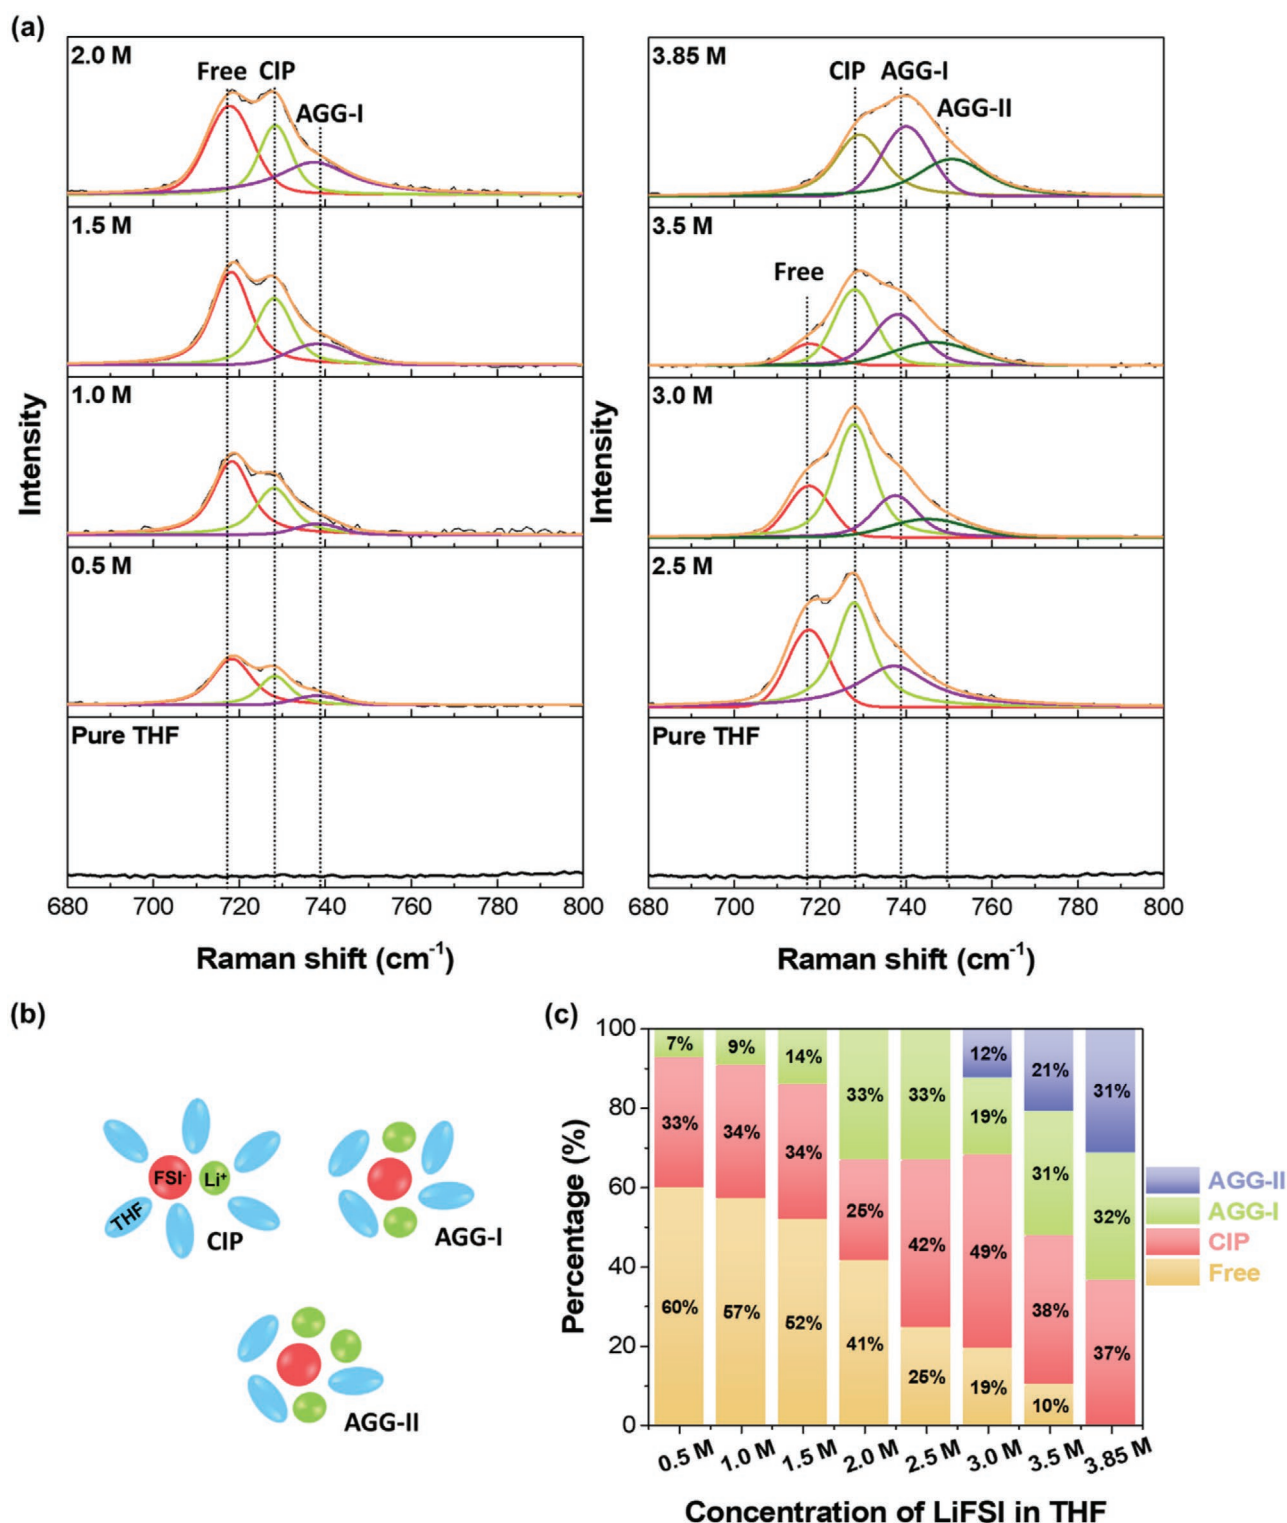 (a)
2.0 M
Free CIP
AGG-I
1.5 M
1.0 M
0.5 M
Pure THF
Intensity
680 700 720 740 760 780 800
Raman shift (cm⁻¹)
3.85 M
CIP AGG-I
AGG-II
3.5 M
Free
3.0 M
2.5 M
Pure THF
Intensity
680 700 720 740 760 780 800
Raman shift (cm⁻¹)
(b)
FSI⁻ Li⁺
THF
CIP
AGG-I
AGG-II
(c)
Percentage (%)
100
80
60
40
20
0
7% 9% 14% 33% 33% 12% 21% 31%
33% 34% 34% 25% 42% 19% 31% 32%
60% 57% 52% 41% 25% 49% 38% 37%
19% 10%
AGG-II
AGG-I
CIP
Free
0.5 M 1.0 M 1.5 M 2.0 M 2.5 M 3.0 M 3.5 M 3.85 M
Concentration of LiFSI in THF